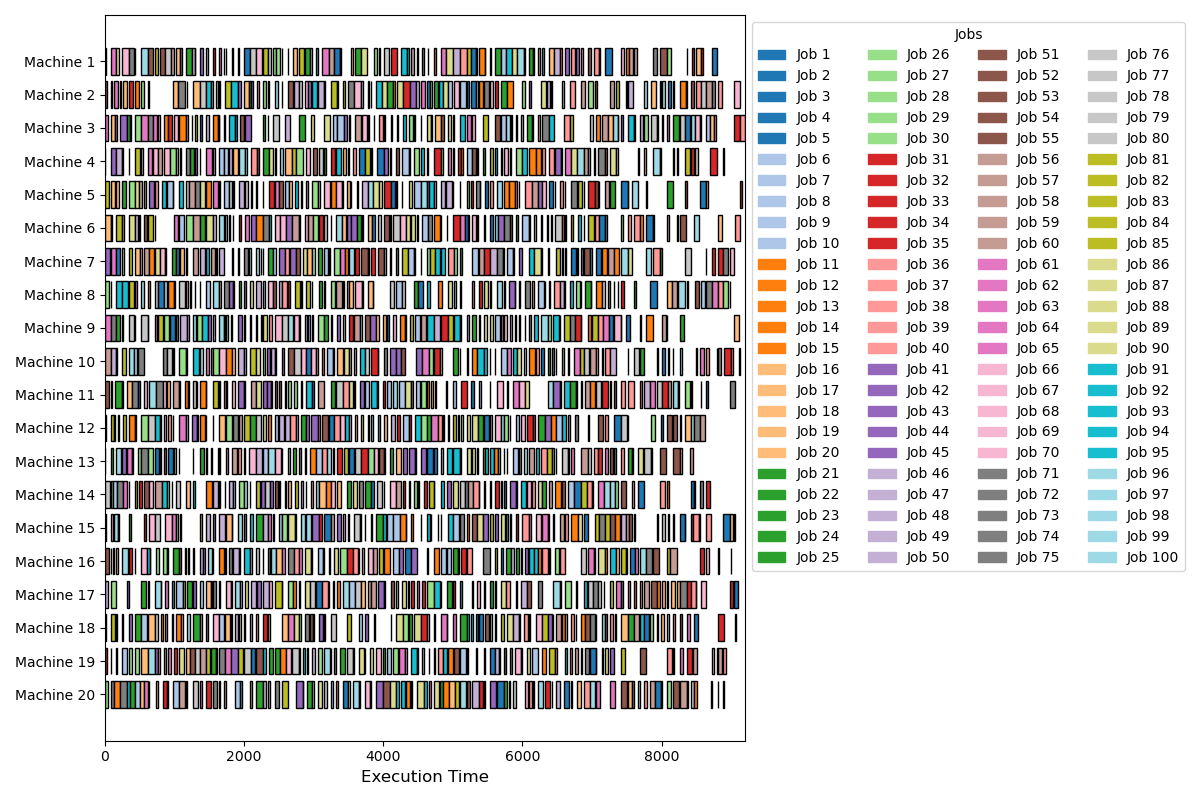 Machine 1
Machine 2
Machine 3
Machine 4
Machine 5
Machine 6
Machine 7
Machine 8
Machine 9
Machine 10
Machine 11
Machine 12
Machine 13
Machine 14
Machine 15
Machine 16
Machine 17
Machine 18
Machine 19
Machine 20
0 2000 4000 6000 8000
Execution Time
Jobs
Job 1 Job 26 Job 51 Job 76
Job 2 Job 27 Job 52 Job 77
Job 3 Job 28 Job 53 Job 78
Job 4 Job 29 Job 54 Job 79
Job 5 Job 30 Job 55 Job 80
Job 6 Job 31 Job 56 Job 81
Job 7 Job 32 Job 57 Job 82
Job 8 Job 33 Job 58 Job 83
Job 9 Job 34 Job 59 Job 84
Job 10 Job 35 Job 60 Job 85
Job 11 Job 36 Job 61 Job 86
Job 12 Job 37 Job 62 Job 87
Job 13 Job 38 Job 63 Job 88
Job 14 Job 39 Job 64 Job 89
Job 15 Job 40 Job 65 Job 90
Job 16 Job 41 Job 66 Job 91
Job 17 Job 42 Job 67 Job 92
Job 18 Job 43 Job 68 Job 93
Job 19 Job 44 Job 69 Job 94
Job 20 Job 45 Job 70 Job 95
Job 21 Job 46 Job 71 Job 96
Job 22 Job 47 Job 72 Job 97
Job 23 Job 48 Job 73 Job 98
Job 24 Job 49 Job 74 Job 99
Job 25 Job 50 Job 75 Job 100